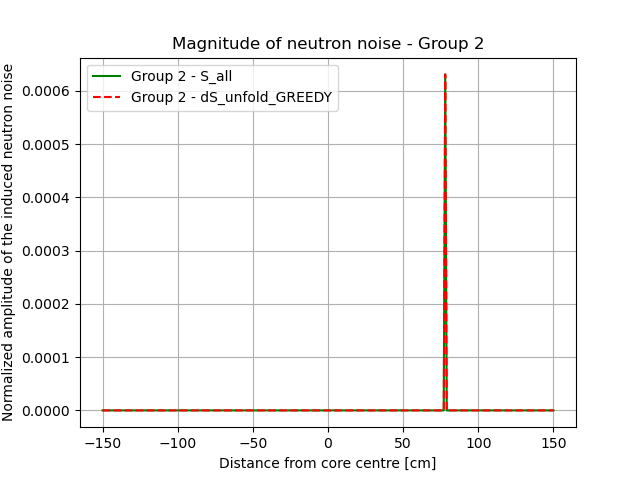 Magnitude of neutron noise - Group 2
Group 2 - S_all
Group 2 - dS_unfold_GREEDY
Normalized amplitude of the induced neutron noise
0.0006
0.0005
0.0004
0.0003
0.0002
0.0001
0.0000
−150
−100
−50
0
50
100
150
Distance from core centre [cm]